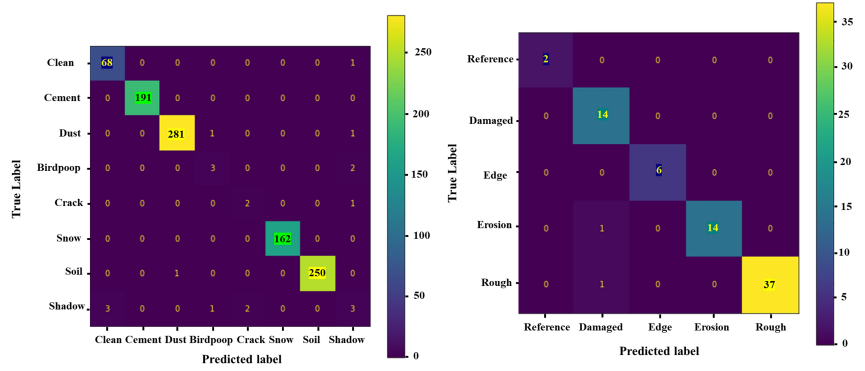 Clean 68 0 0 0 0 0 0 1
Cement 0 191 0 0 0 0 0 0
Dust 0 0 281 1 0 0 0 1
Birdpoop 0 0 0 3 0 0 0 2
Crack 0 0 0 0 2 0 0 1
Snow 0 0 0 0 0 162 0 0
Soil 0 0 1 0 0 0 250 0
Shadow 3 0 0 1 2 0 0 3
Clean Cement Dust Birdpoop Crack Snow Soil Shadow
Predicted label
True Label
250
200
150
100
50
0
Reference 2 0 0 0 0
Damaged 0 14 0 0 0
Edge 0 0 6 0 0
Erosion 0 1 0 14 0
Rough 0 1 0 0 37
Reference Damaged Edge Erosion Rough
Predicted label
True Label
35
30
25
20
15
10
5
0